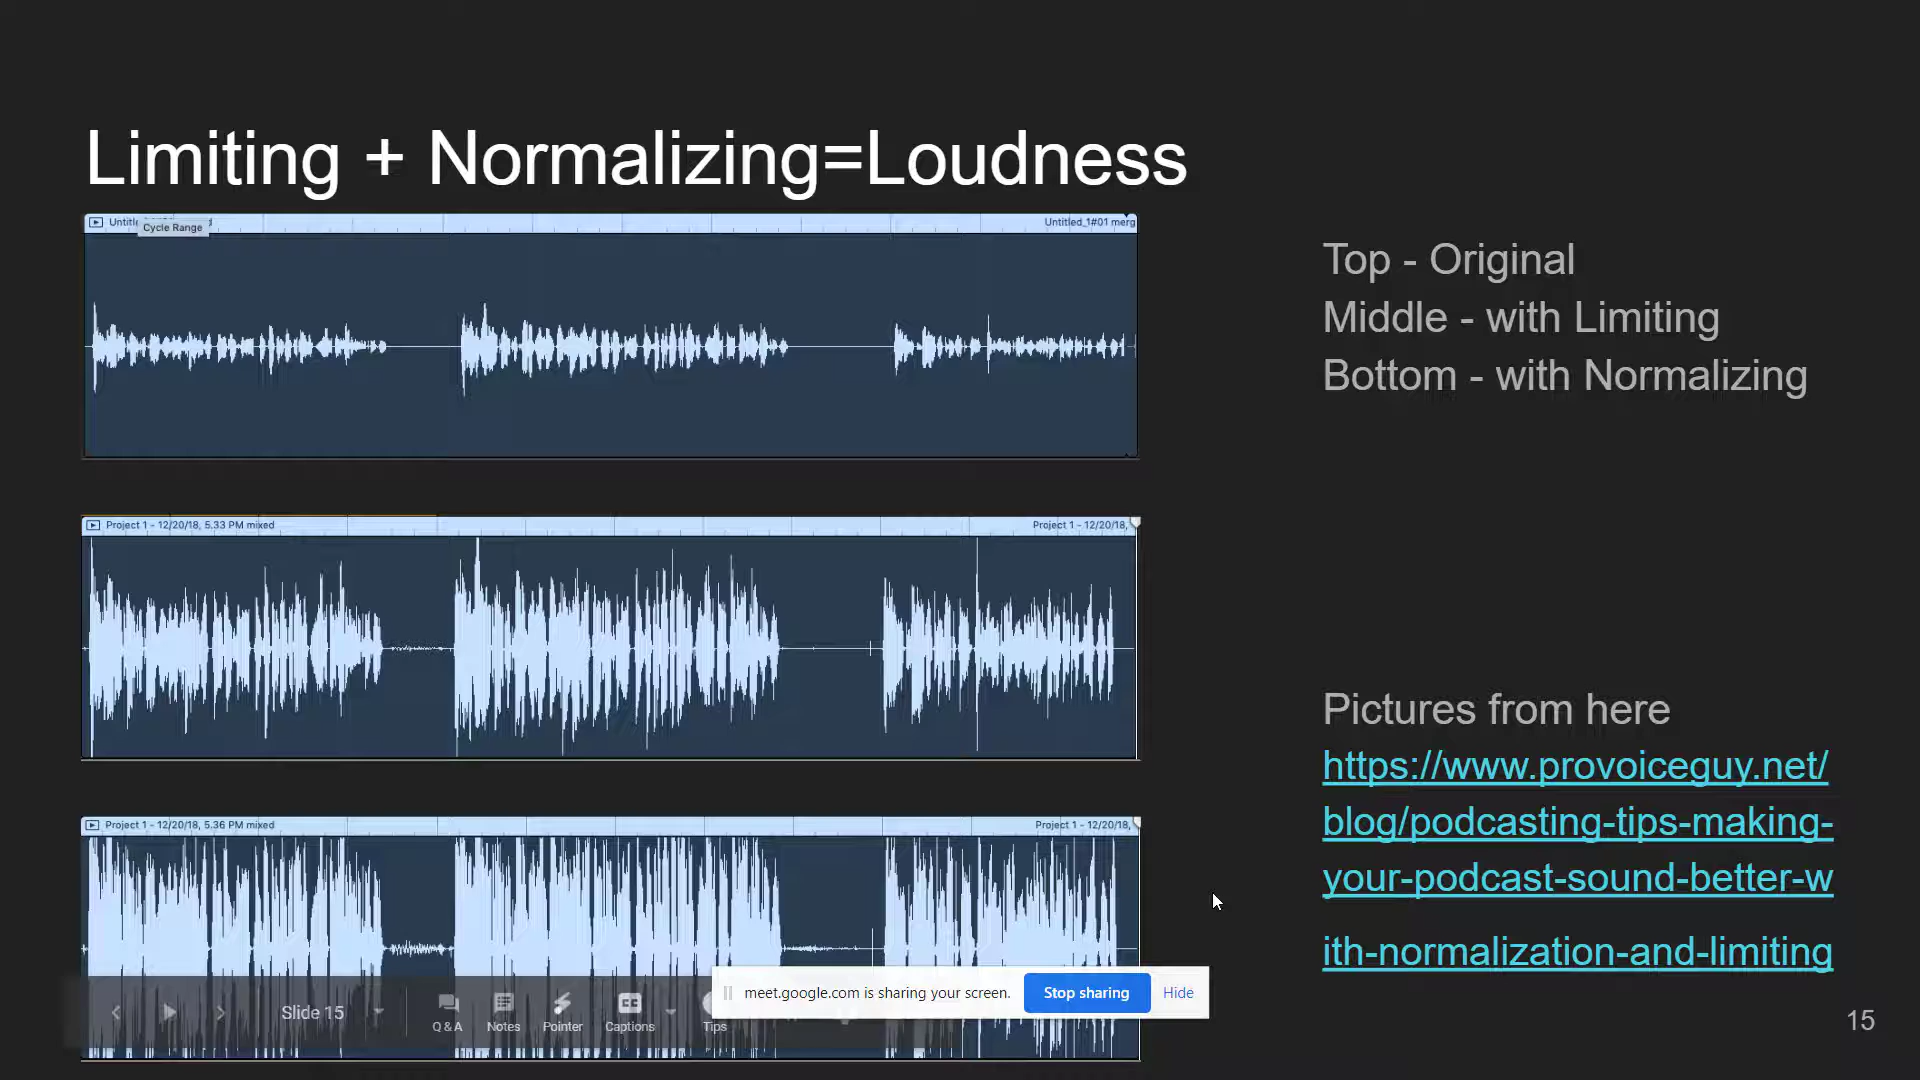 Limiting + Normalizing=Loudness
Cycle Range
Untitled_1#01 merg
Top - Original
Middle - with Limiting
Bottom - with Normalizing
Project 1 - 12/20/18, 5.33 PM mixed
Project 1 - 12/20/18,
Pictures from here
https://www.provoiceguy.net/
blog/podcasting-tips-making-
your-podcast-sound-better-w
ith-normalization-and-limiting
Project 1 - 12/20/18, 5.36 PM mixed
Project 1 - 12/20/18,
meet.google.com is sharing your screen.
Stop sharing
Hide
Slide 15
Q & A
Notes
Pointer
Captions
Tips
15